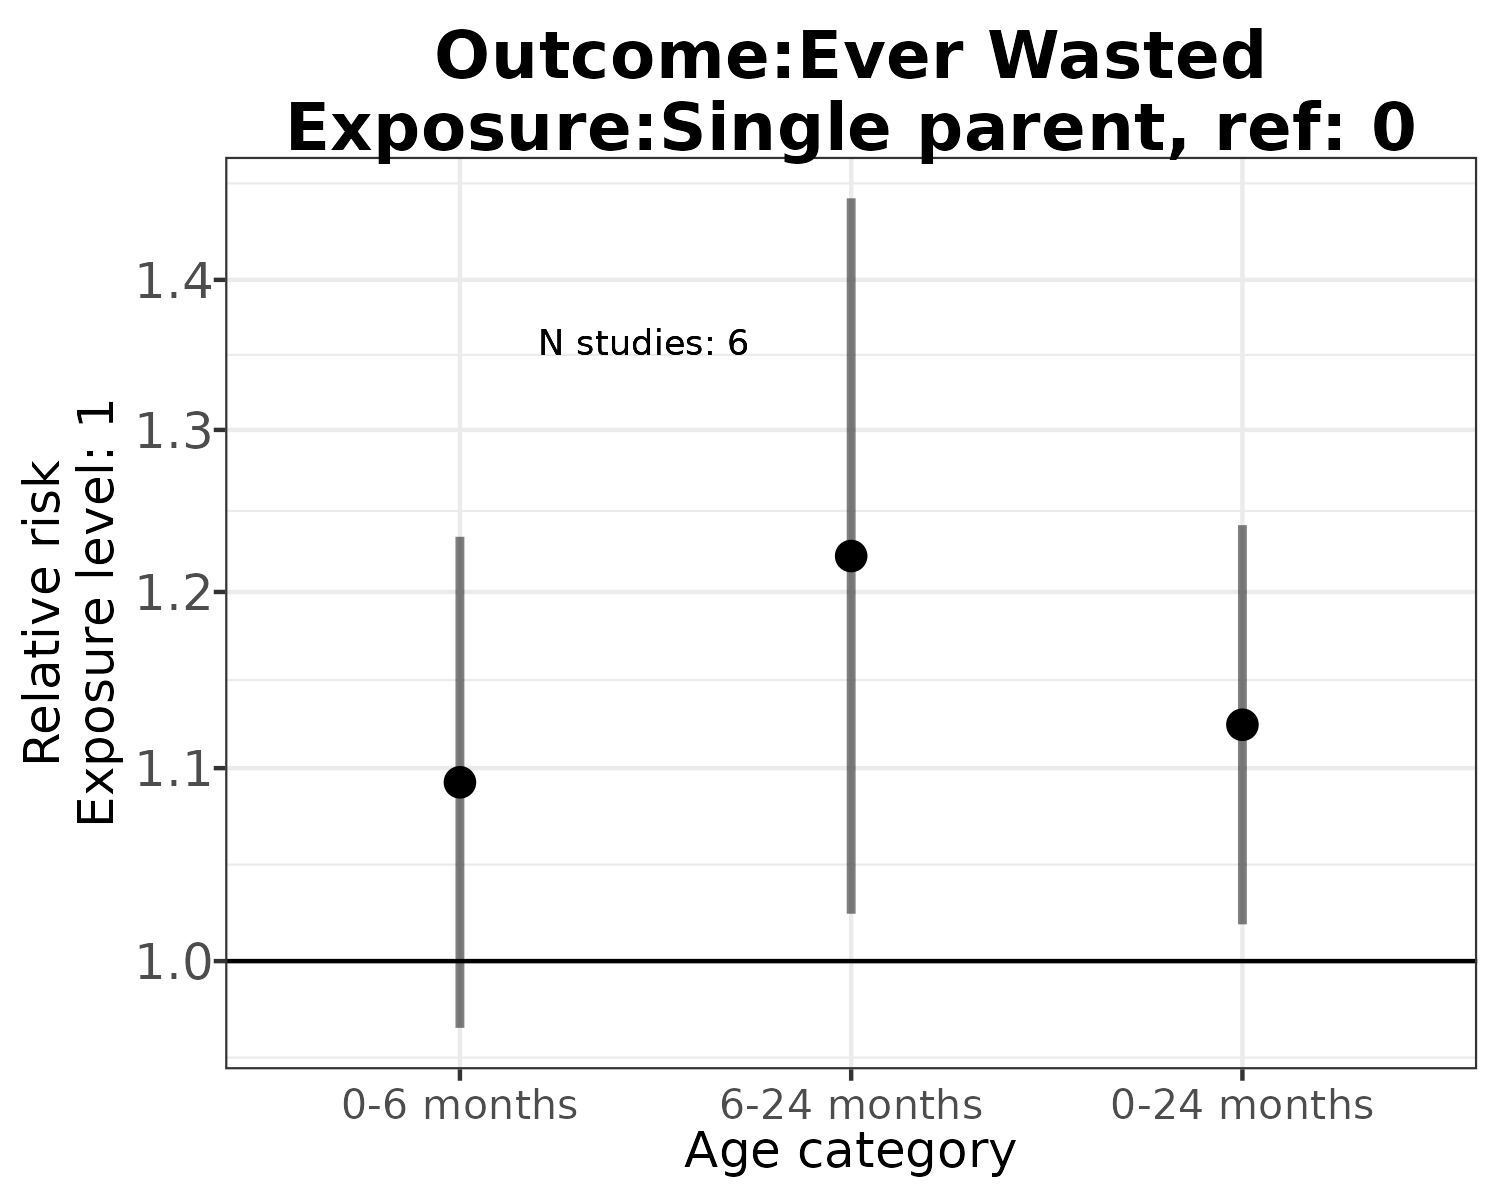 Outcome:Ever Wasted
Exposure:Single parent, ref: 0
Relative risk
Exposure level: 1
1.4
1.3
1.2
1.1
1.0
N studies: 6
0-6 months
6-24 months
0-24 months
Age category